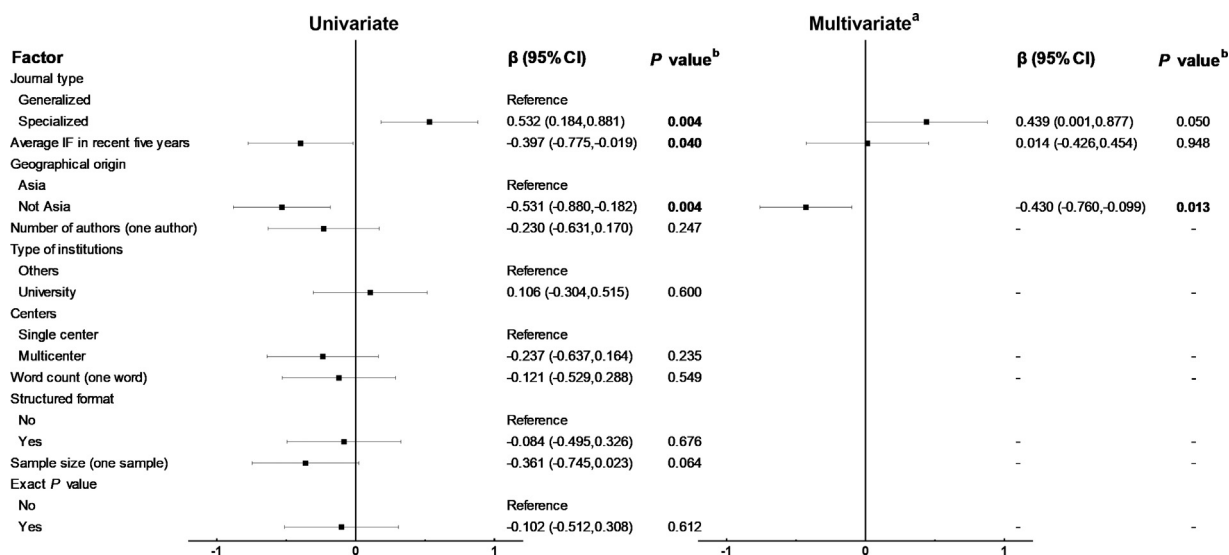 Univariate Multivariateᵃ
Factor β (95% CI) P valueᵇ β (95% CI) P valueᵇ
Journal type
Generalized Reference
Specialized 0.532 (0.184,0.881) 0.004 0.439 (0.001,0.877) 0.050
Average IF in recent five years -0.397 (-0.775,-0.019) 0.040 0.014 (-0.426,0.454) 0.948
Geographical origin
Asia Reference
Not Asia -0.531 (-0.880,-0.182) 0.004 -0.430 (-0.760,-0.099) 0.013
Number of authors (one author) -0.230 (-0.631,0.170) 0.247 - -
Type of institutions
Others Reference
University 0.106 (-0.304,0.515) 0.600 - -
Centers
Single center Reference
Multicenter -0.237 (-0.637,0.164) 0.235 - -
Word count (one word) -0.121 (-0.529,0.288) 0.549 - -
Structured format
No Reference
Yes -0.084 (-0.495,0.326) 0.676 - -
Sample size (one sample) -0.361 (-0.745,0.023) 0.064 - -
Exact P value
No Reference
Yes -0.102 (-0.512,0.308) 0.612 - -
-1 0 1 -1 0 1